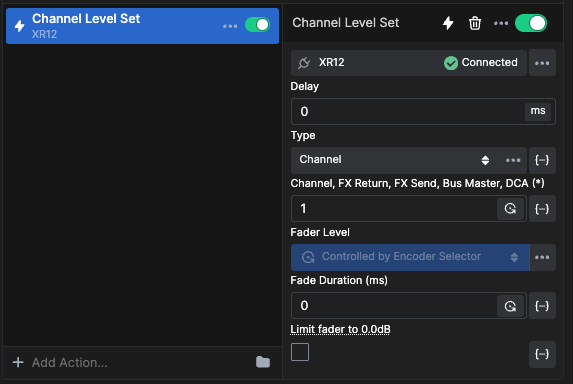 Channel Level Set
XR12
Add Action...
Channel Level Set
XR12
Connected
Delay
0
ms
Type
Channel
Channel, FX Return, FX Send, Bus Master, DCA (*)
1
Fader Level
Controlled by Encoder Selector
Fade Duration (ms)
0
Limit fader to 0.0dB